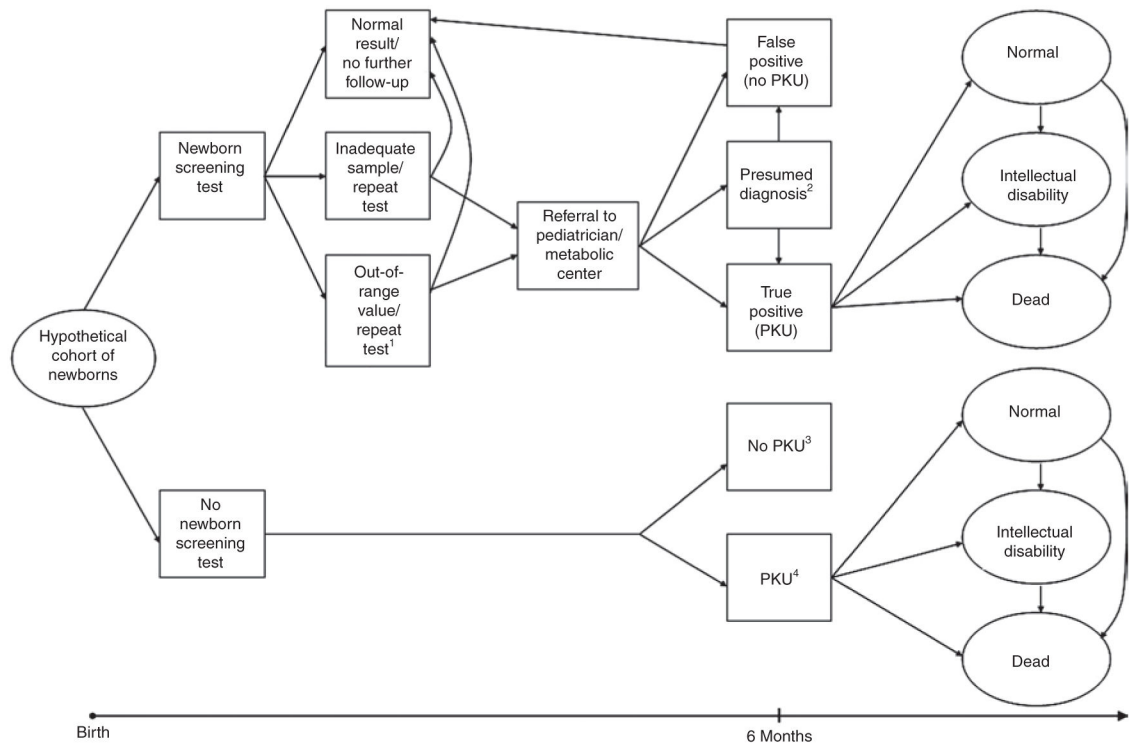 Normal
result/
no further
follow-up
False
positive
(no PKU)
Normal
Newborn
screening
test
Inadequate
sample/
repeat
test
Presumed
diagnosis²
Intellectual
disability
Referral to
pediatrician/
metabolic
center
Out-of-
range
value/
repeat
test¹
True
positive
(PKU)
Dead
Hypothetical
cohort of
newborns
Normal
No PKU³
No
newborn
screening
test
Intellectual
disability
PKU⁴
Dead
Birth
6 Months